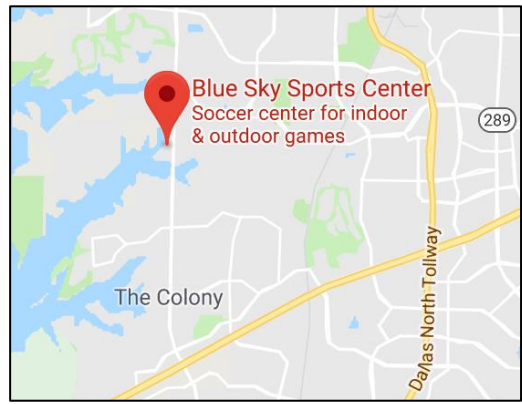 Blue Sky Sports Center
Soccer center for indoor
& outdoor games
289
The Colony
Dallas North Tollway